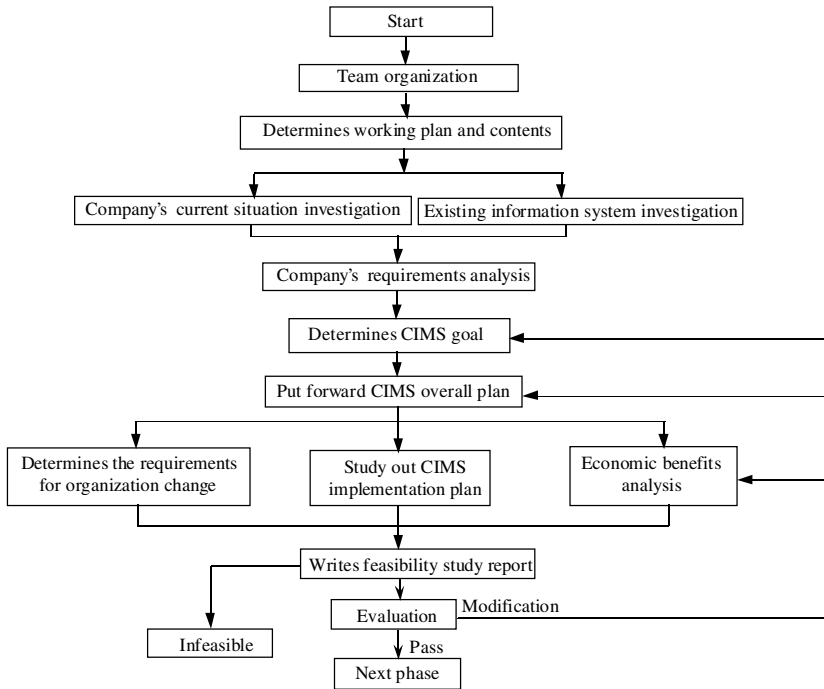 Start
Team organization
Determines working plan and contents
Company's current situation investigation
Existing information system investigation
Company's requirements analysis
Determines CIMS goal
Put forward CIMS overall plan
Determines the requirements
for organization change
Study out CIMS
implementation plan
Economic benefits
analysis
Writes feasibility study report
Evaluation
Modification
Infeasible
Pass
Next phase